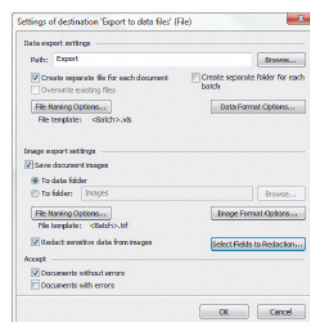 Settings of destination 'Export to data files' (File)
Data export settings
Path: Export Browse...
Create separate file for each document
Create separate folder for each batch
Overwrite existing files
File Naming Options... Data Format Options...
File template: <Batch>.xls
Image export settings
Save document images
To data folder
To folder: Images Browse...
File Naming Options... Image Format Options...
File template: <Batch>.tif
Redact sensitive data from images Select Fields to Redaction...
Accept
Documents without errors
Documents with errors
OK Cancel